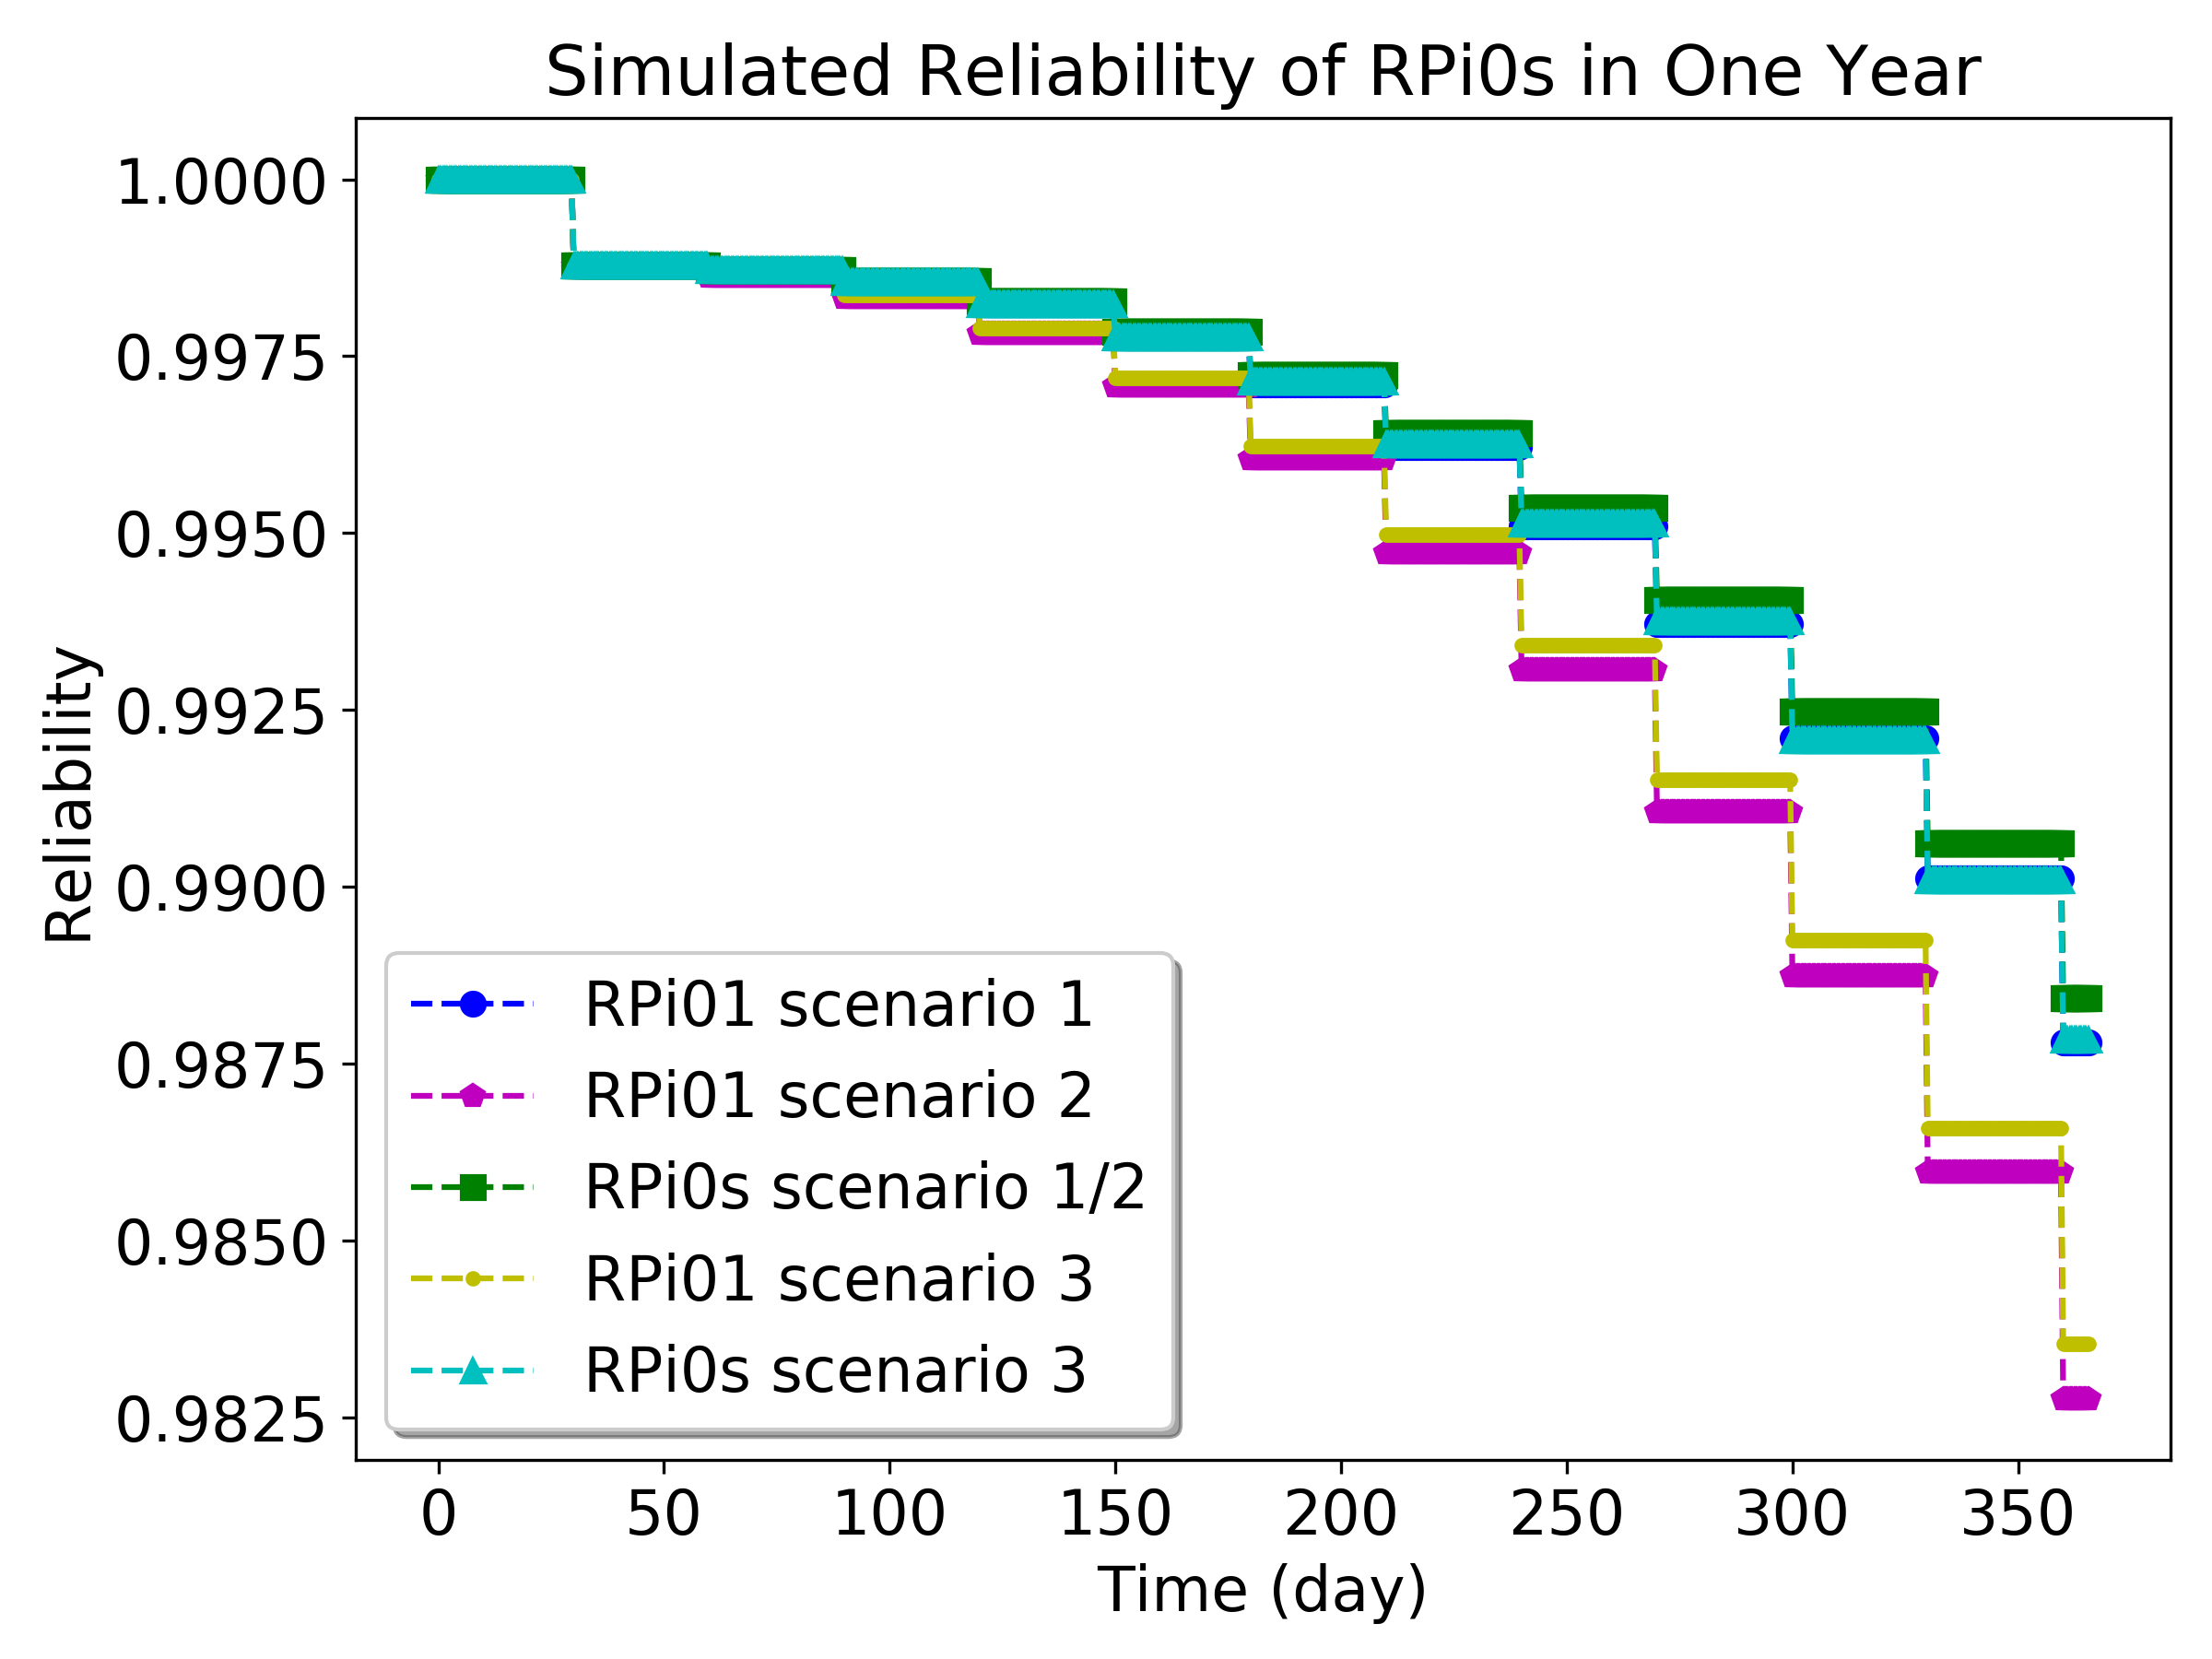 Simulated Reliability of RPi0s in One Year
Reliability
1.0000
0.9975
0.9950
0.9925
0.9900
0.9875
0.9850
0.9825
RPi01 scenario 1
RPi01 scenario 2
RPi0s scenario 1/2
RPi01 scenario 3
RPi0s scenario 3
0 50 100 150 200 250 300 350
Time (day)